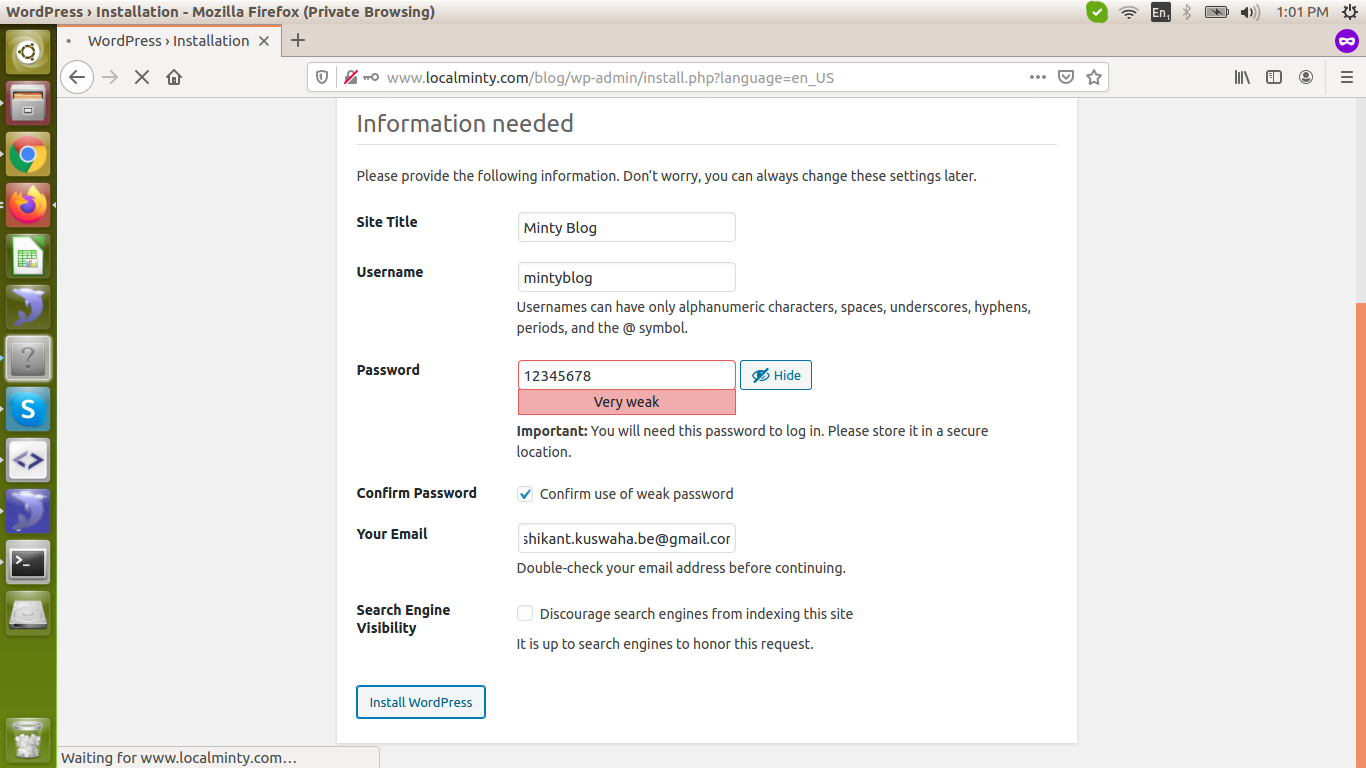 WordPress › Installation - Mozilla Firefox (Private Browsing)
En1
1:01 PM
WordPress › Installation
www.localminty.com/blog/wp-admin/install.php?language=en_US
Information needed
Please provide the following information. Don’t worry, you can always change these settings later.
Site Title
Minty Blog
Username
mintyblog
Usernames can have only alphanumeric characters, spaces, underscores, hyphens,
periods, and the @ symbol.
Password
12345678
Hide
Very weak
Important: You will need this password to log in. Please store it in a secure
location.
Confirm Password
Confirm use of weak password
Your Email
shikant.kuswaha.be@gmail.cor
Double-check your email address before continuing.
Search Engine
Visibility
Discourage search engines from indexing this site
It is up to search engines to honor this request.
Install WordPress
Waiting for www.localminty.com…